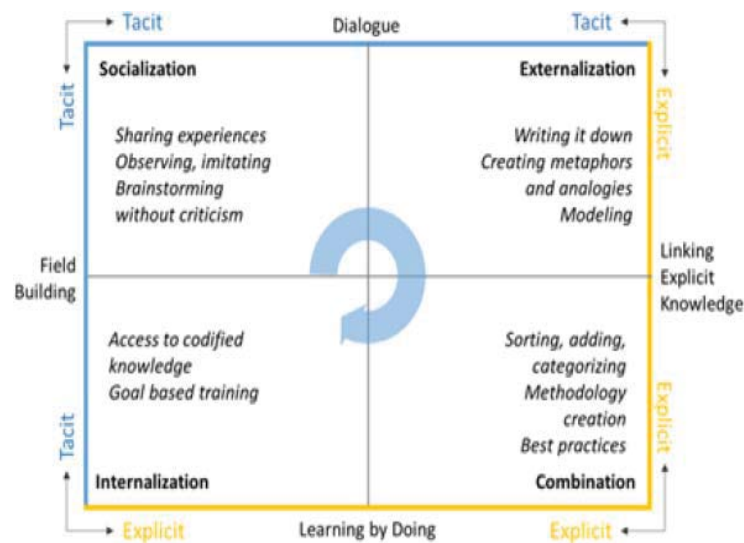 Tacit
Dialogue
Tacit
Tacit
Socialization
Externalization
Explicit
Sharing experiences
Observing, imitating
Brainstorming
without criticism
Writing it down
Creating metaphors
and analogies
Modeling
Field
Building
Linking
Explicit
Knowledge
Access to codified
knowledge
Goal based training
Sorting, adding,
categorizing
Methodology
creation
Best practices
Tacit
Explicit
Internalization
Combination
Explicit
Learning by Doing
Explicit